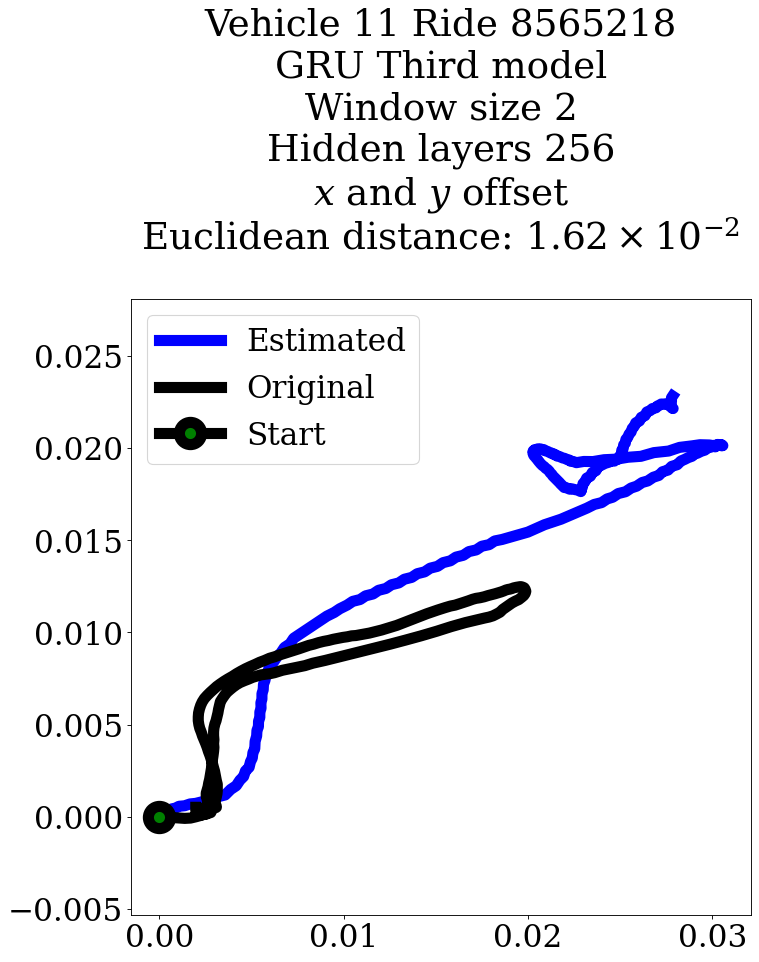 Vehicle 11 Ride 8565218
GRU Third model
Window size 2
Hidden layers 256
x and y offset
Euclidean distance: 1.62 × 10⁻²
Estimated
Original
Start
0.025
0.020
0.015
0.010
0.005
0.000
−0.005
0.00 0.01 0.02 0.03